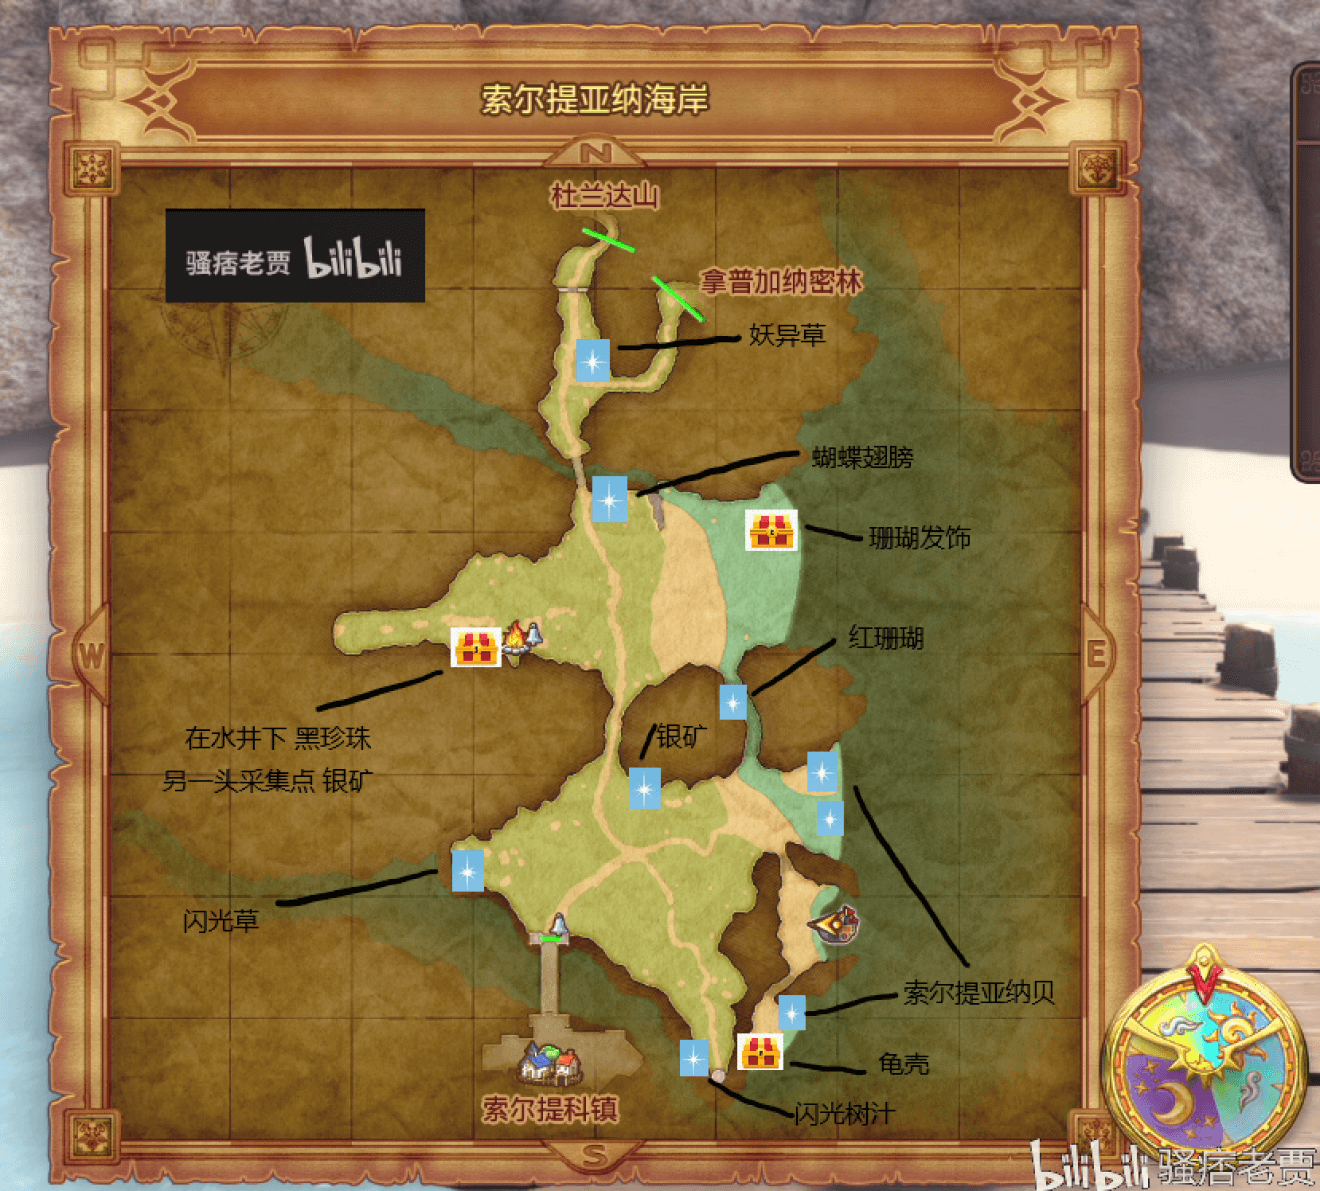 索尔提亚纳海岸
N
杜兰达山
骚痞老贾 bilibili
拿普加纳密林
妖异草
蝴蝶翅膀
珊瑚发饰
红珊瑚
W
E
在水井下 黑珍珠
银矿
另一头采集点 银矿
闪光草
索尔提亚纳贝
龟壳
索尔提科镇
闪光树汁
S
bilibili 骚痞老贾